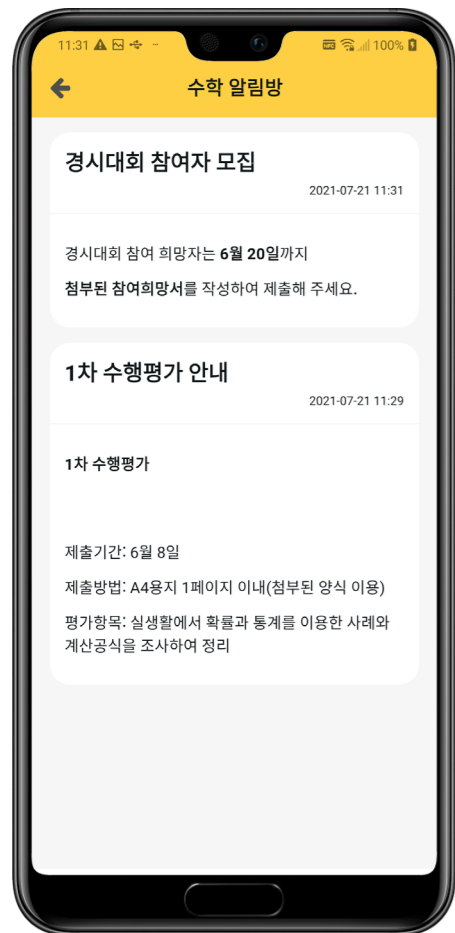 11:31
100%
수학 알림방
경시대회 참여자 모집
2021-07-21 11:31
경시대회 참여 희망자는 6월 20일까지
첨부된 참여희망서를 작성하여 제출해 주세요.
1차 수행평가 안내
2021-07-21 11:29
1차 수행평가
제출기간: 6월 8일
제출방법: A4용지 1페이지 이내(첨부된 양식 이용)
평가항목: 실생활에서 확률과 통계를 이용한 사례와
계산공식을 조사하여 정리